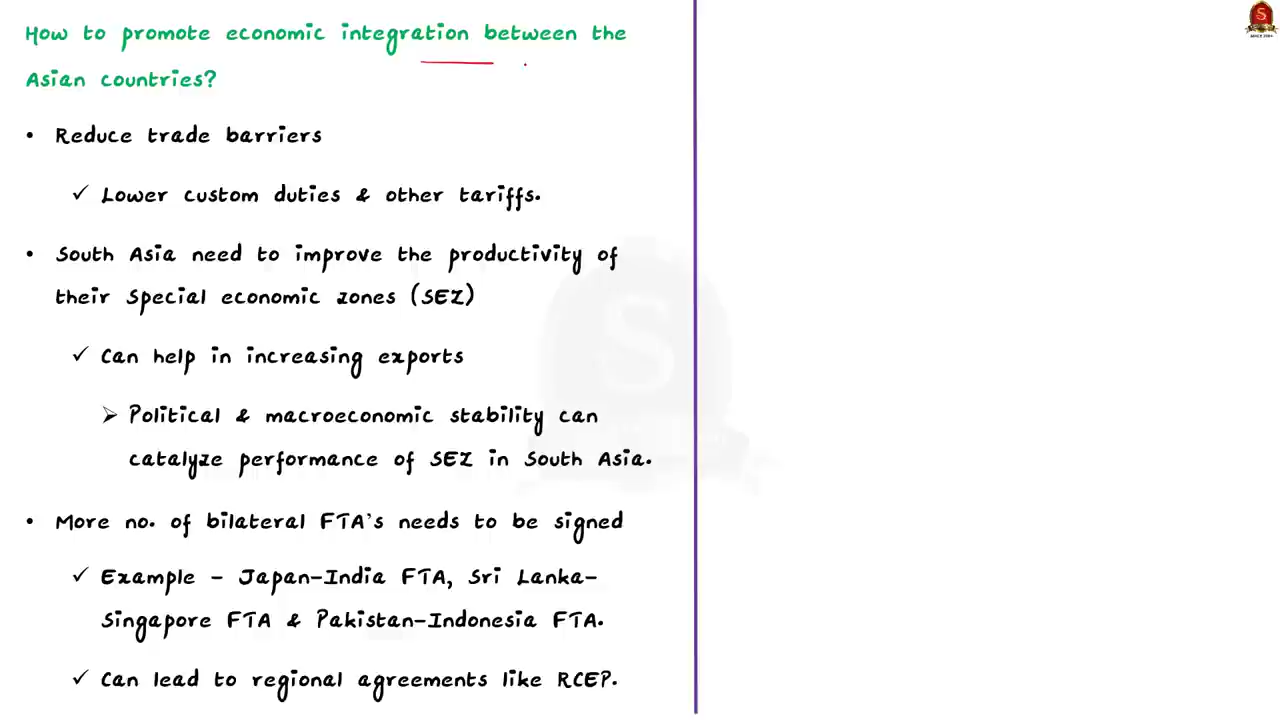 How to promote economic integration between the
Asian countries?
• Reduce trade barriers
✓ Lower custom duties & other tariffs.
• South Asia need to improve the productivity of
their Special economic zones (SEZ)
✓ Can help in increasing exports
➢ Political & macroeconomic stability can
catalyze performance of SEZ in South Asia.
• More no. of bilateral FTA's needs to be signed
✓ Example - Japan-India FTA, Sri Lanka-
Singapore FTA & Pakistan-Indonesia FTA.
✓ Can lead to regional agreements like RCEP.
S